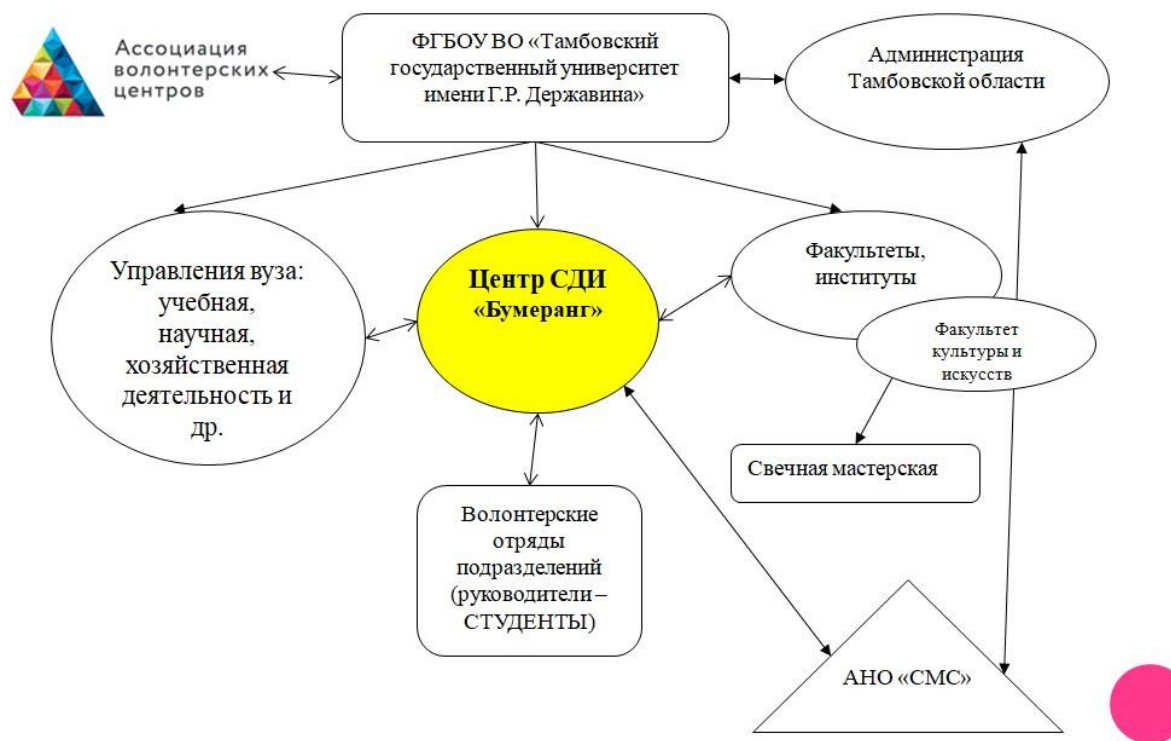 Ассоциация
волонтерских
центров
ФГБОУ ВО «Тамбовский
государственный университет
имени Г.Р. Державина»
Администрация
Тамбовской области
Управления вуза:
учебная,
научная,
хозяйственная
деятельность и
др.
Центр СДИ
«Бумеранг»
Факультеты,
институты
Факультет
культуры и
искусств
Свечная мастерская
Волонтерские
отряды
подразделений
(руководители –
СТУДЕНТЫ)
АНО «СМС»